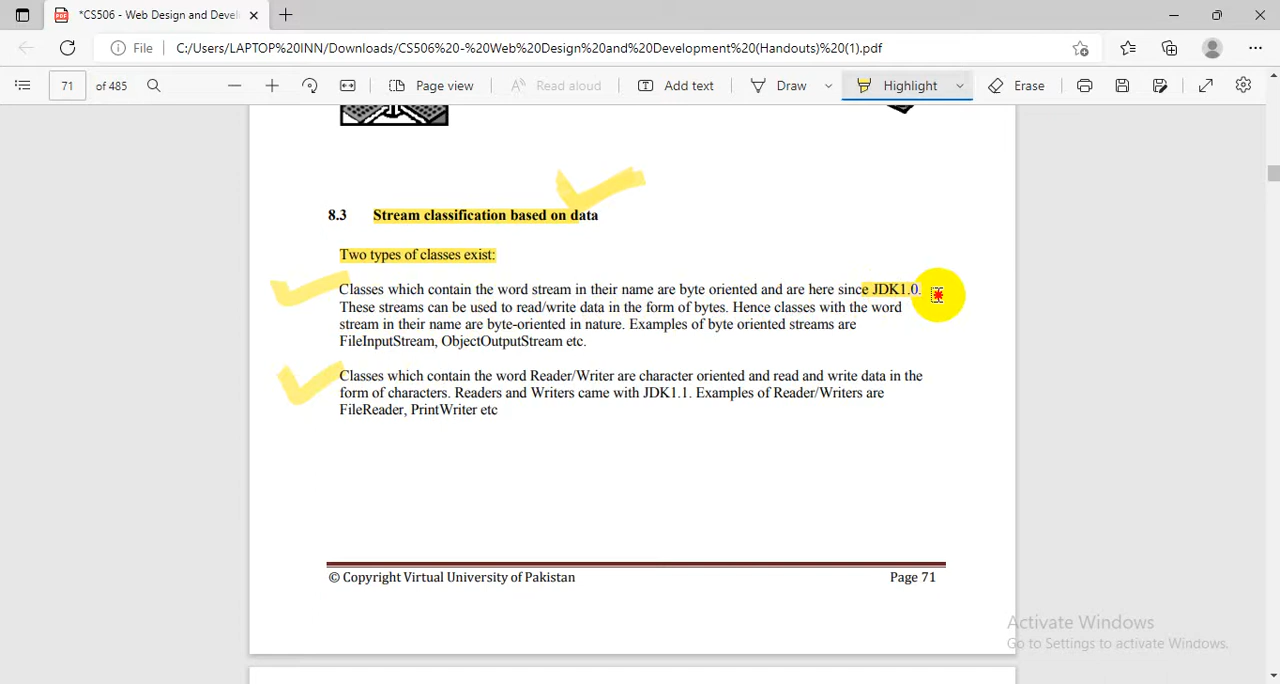 *CS506 - Web Design and Devel
File
C:/Users/LAPTOP%20INN/Downloads/CS506%20-%20Web%20Design%20and%20Development%20(Handouts)%20(1).pdf
71 of 485
Page view
Read aloud
Add text
Draw
Highlight
Erase
8.3 Stream classification based on data
Two types of classes exist:
Classes which contain the word stream in their name are byte oriented and are here since JDK1.0.
These streams can be used to read/write data in the form of bytes. Hence classes with the word
stream in their name are byte-oriented in nature. Examples of byte oriented streams are
FileInputStream, ObjectOutputStream etc.
Classes which contain the word Reader/Writer are character oriented and read and write data in the
form of characters. Readers and Writers came with JDK1.1. Examples of Reader/Writers are
FileReader, PrintWriter etc
© Copyright Virtual University of Pakistan
Page 71
Activate Windows
Go to Settings to activate Windows.